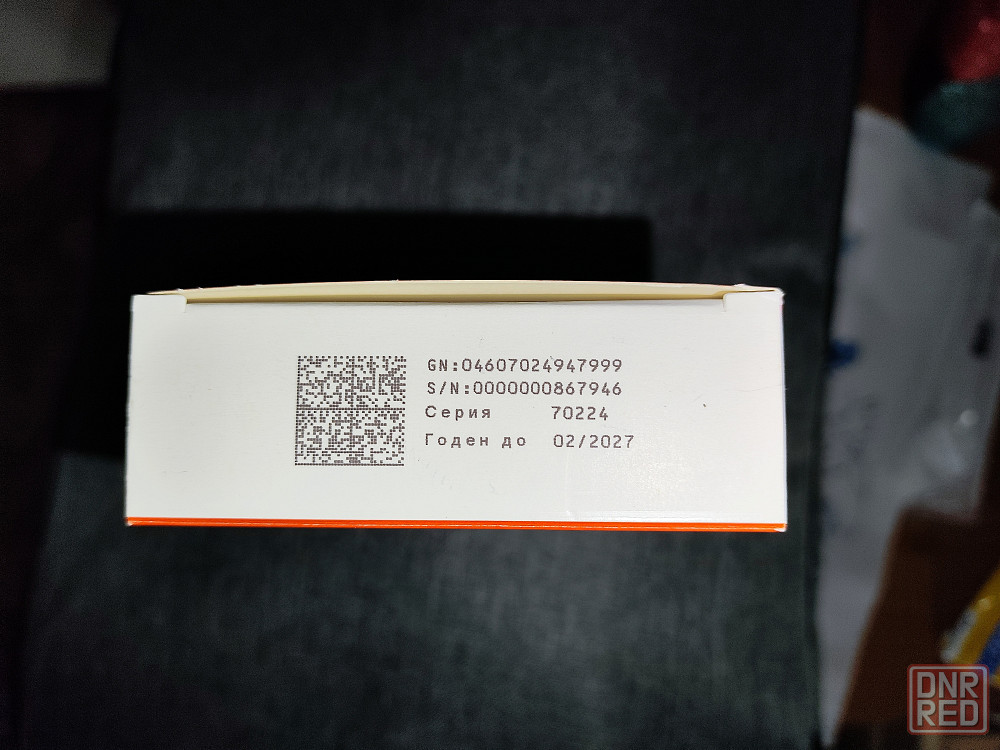 GN:04607024947999
S/N:0000000867946
Серия 70224
Годен до 02/2027
DNR
RED